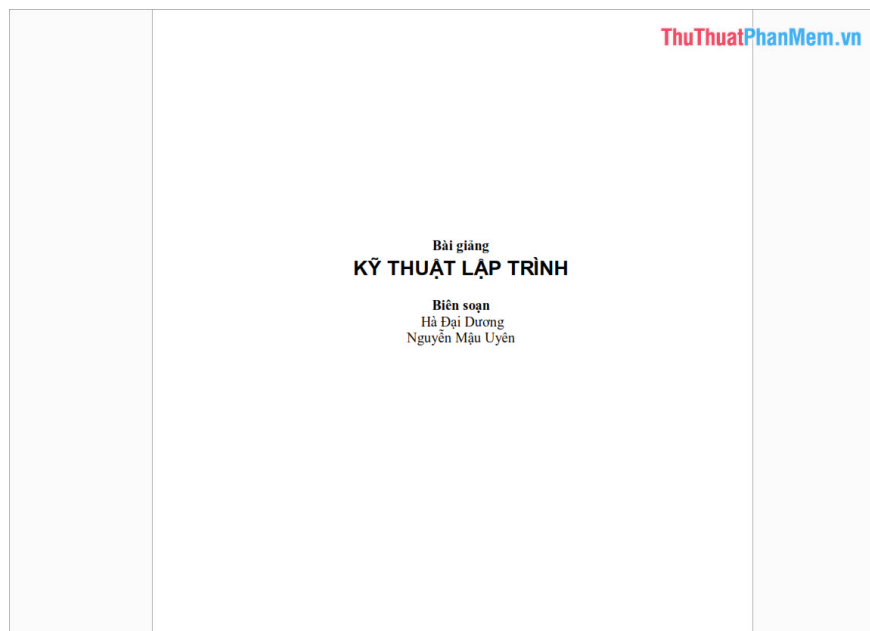 ThuThuatPhanMem.vn
Bài giảng
KỸ THUẬT LẬP TRÌNH
Biên soạn
Hà Đại Dương
Nguyễn Mậu Uyên